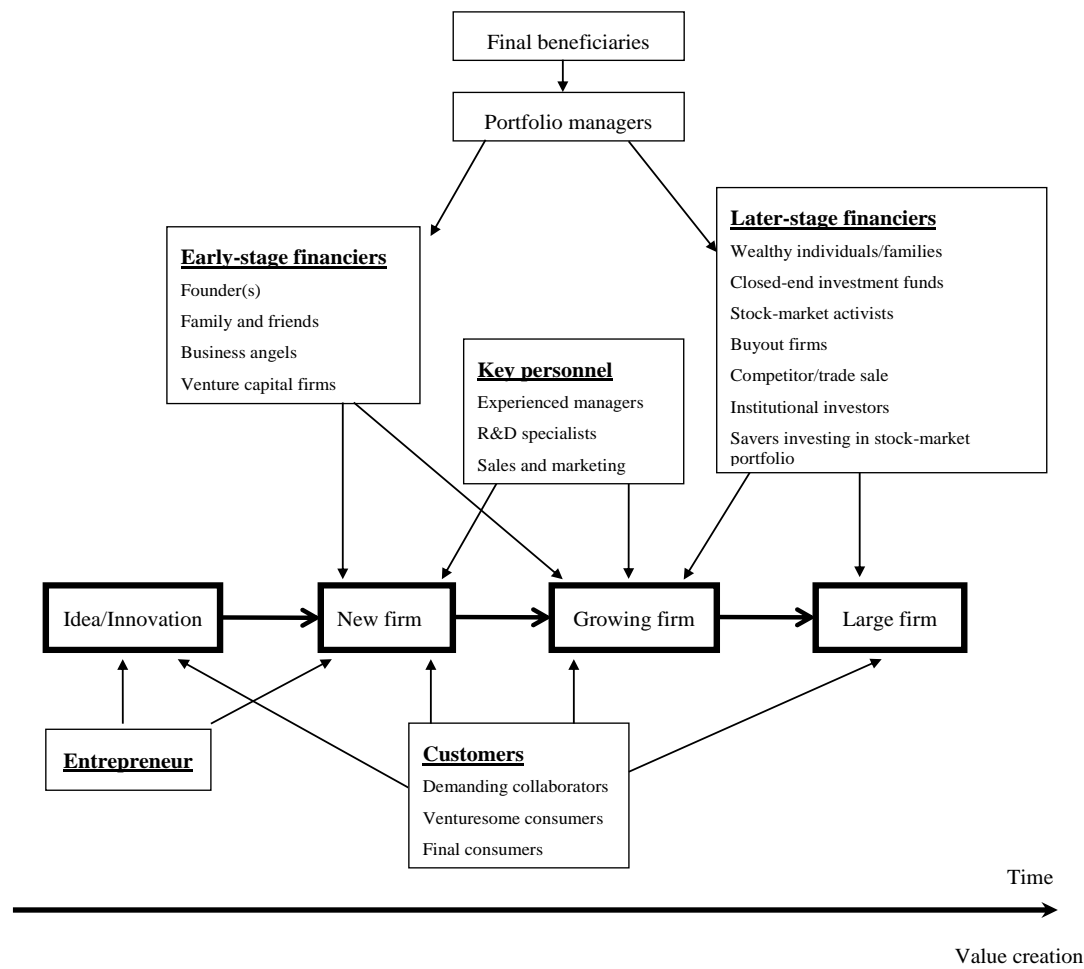 Final beneficiaries
Portfolio managers
Early-stage financiers
Founder(s)
Family and friends
Business angels
Venture capital firms
Key personnel
Experienced managers
R&D specialists
Sales and marketing
Later-stage financiers
Wealthy individuals/families
Closed-end investment funds
Stock-market activists
Buyout firms
Competitor/trade sale
Institutional investors
Savers investing in stock-market
portfolio
Idea/Innovation
New firm
Growing firm
Large firm
Entrepreneur
Customers
Demanding collaborators
Venturesome consumers
Final consumers
Time
Value creation